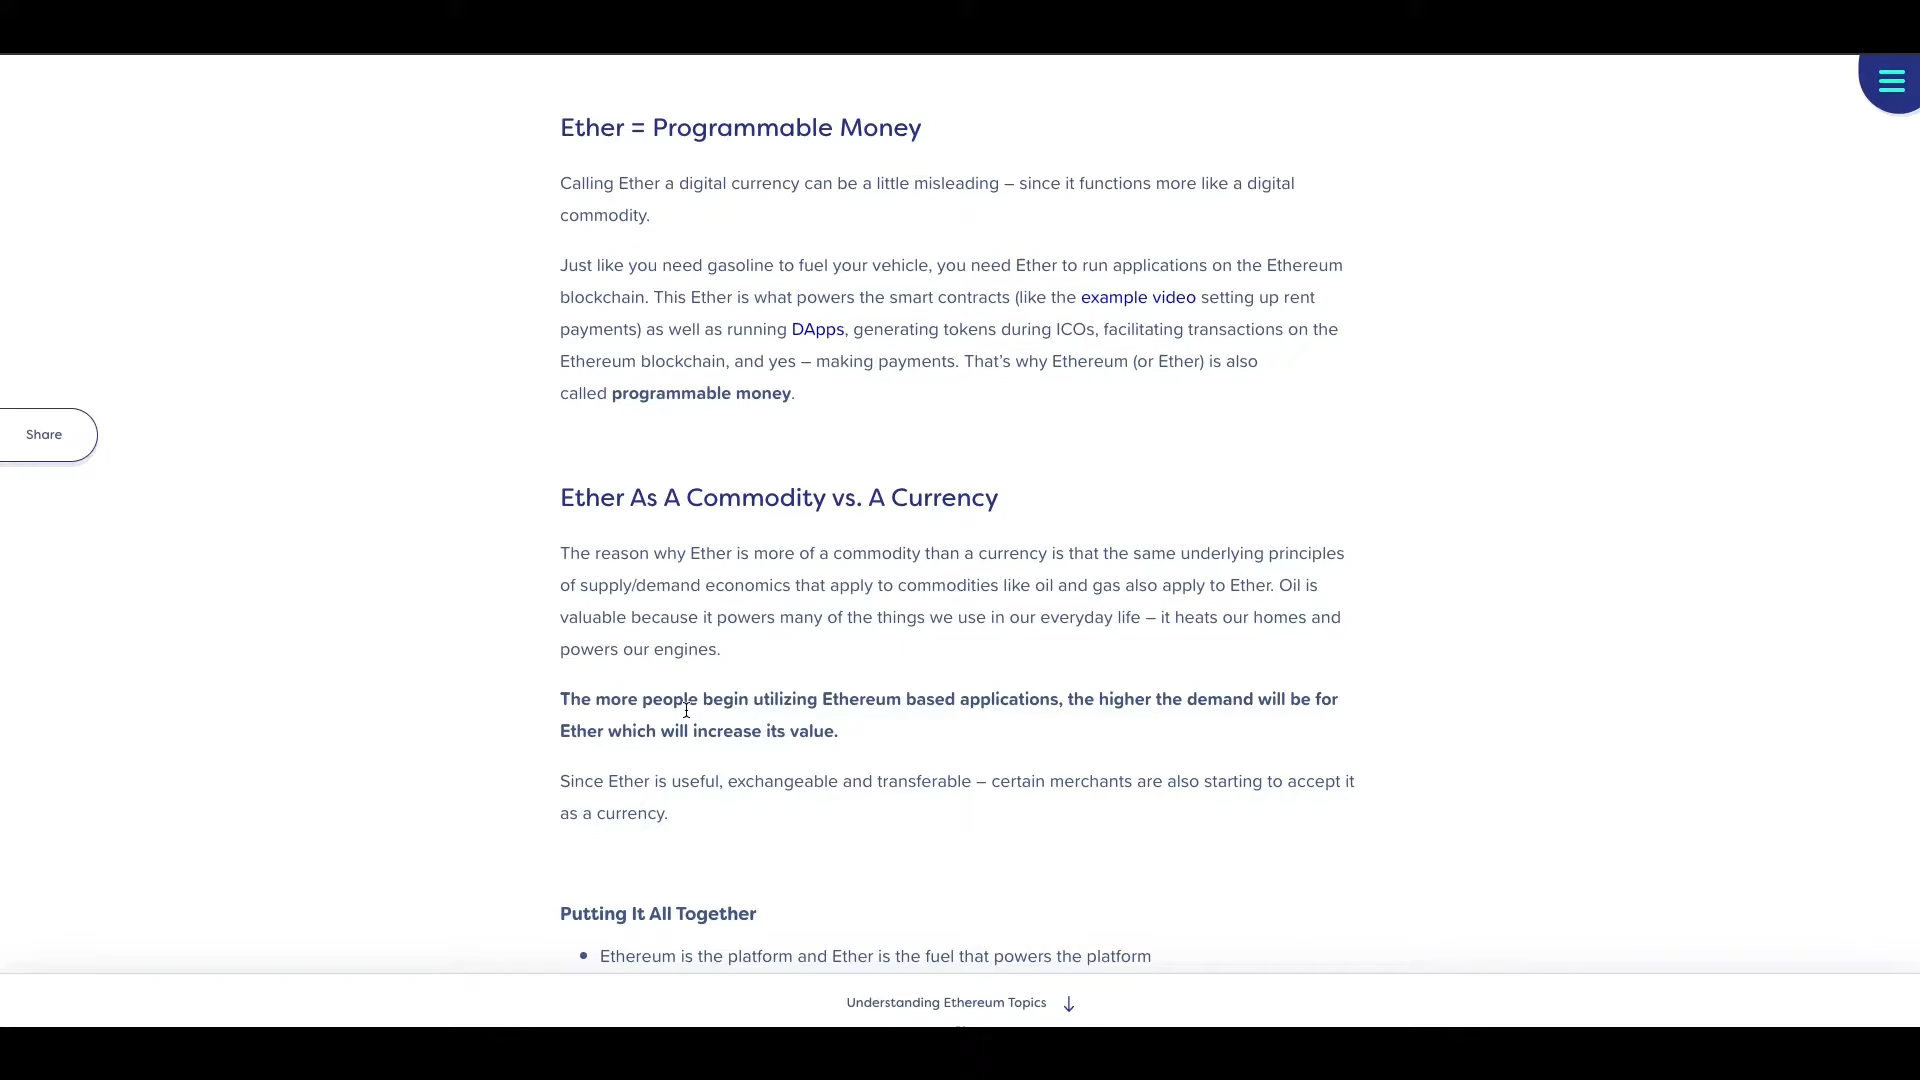 Ether = Programmable Money
Calling Ether a digital currency can be a little misleading – since it functions more like a digital
commodity.
Just like you need gasoline to fuel your vehicle, you need Ether to run applications on the Ethereum
blockchain. This Ether is what powers the smart contracts (like the example video setting up rent
payments) as well as running DApps, generating tokens during ICOs, facilitating transactions on the
Ethereum blockchain, and yes – making payments. That’s why Ethereum (or Ether) is also
called programmable money.
Share
Ether As A Commodity vs. A Currency
The reason why Ether is more of a commodity than a currency is that the same underlying principles
of supply/demand economics that apply to commodities like oil and gas also apply to Ether. Oil is
valuable because it powers many of the things we use in our everyday life – it heats our homes and
powers our engines.
The more people begin utilizing Ethereum based applications, the higher the demand will be for
Ether which will increase its value.
Since Ether is useful, exchangeable and transferable – certain merchants are also starting to accept it
as a currency.
Putting It All Together
• Ethereum is the platform and Ether is the fuel that powers the platform
Understanding Ethereum Topics